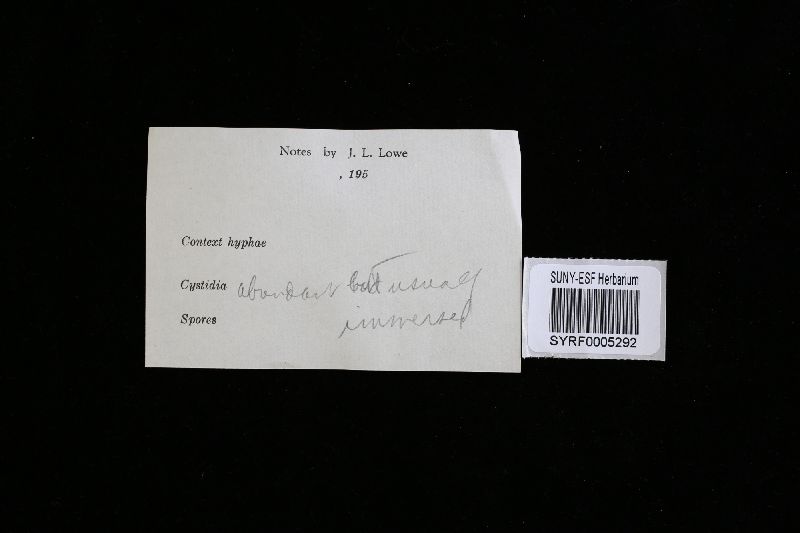 Notes by J. L. Lowe
, 195
Context hyphae
Cystidia abundant but usually
Spores immersed
SUNY-ESF Herbarium
SYRF0005292